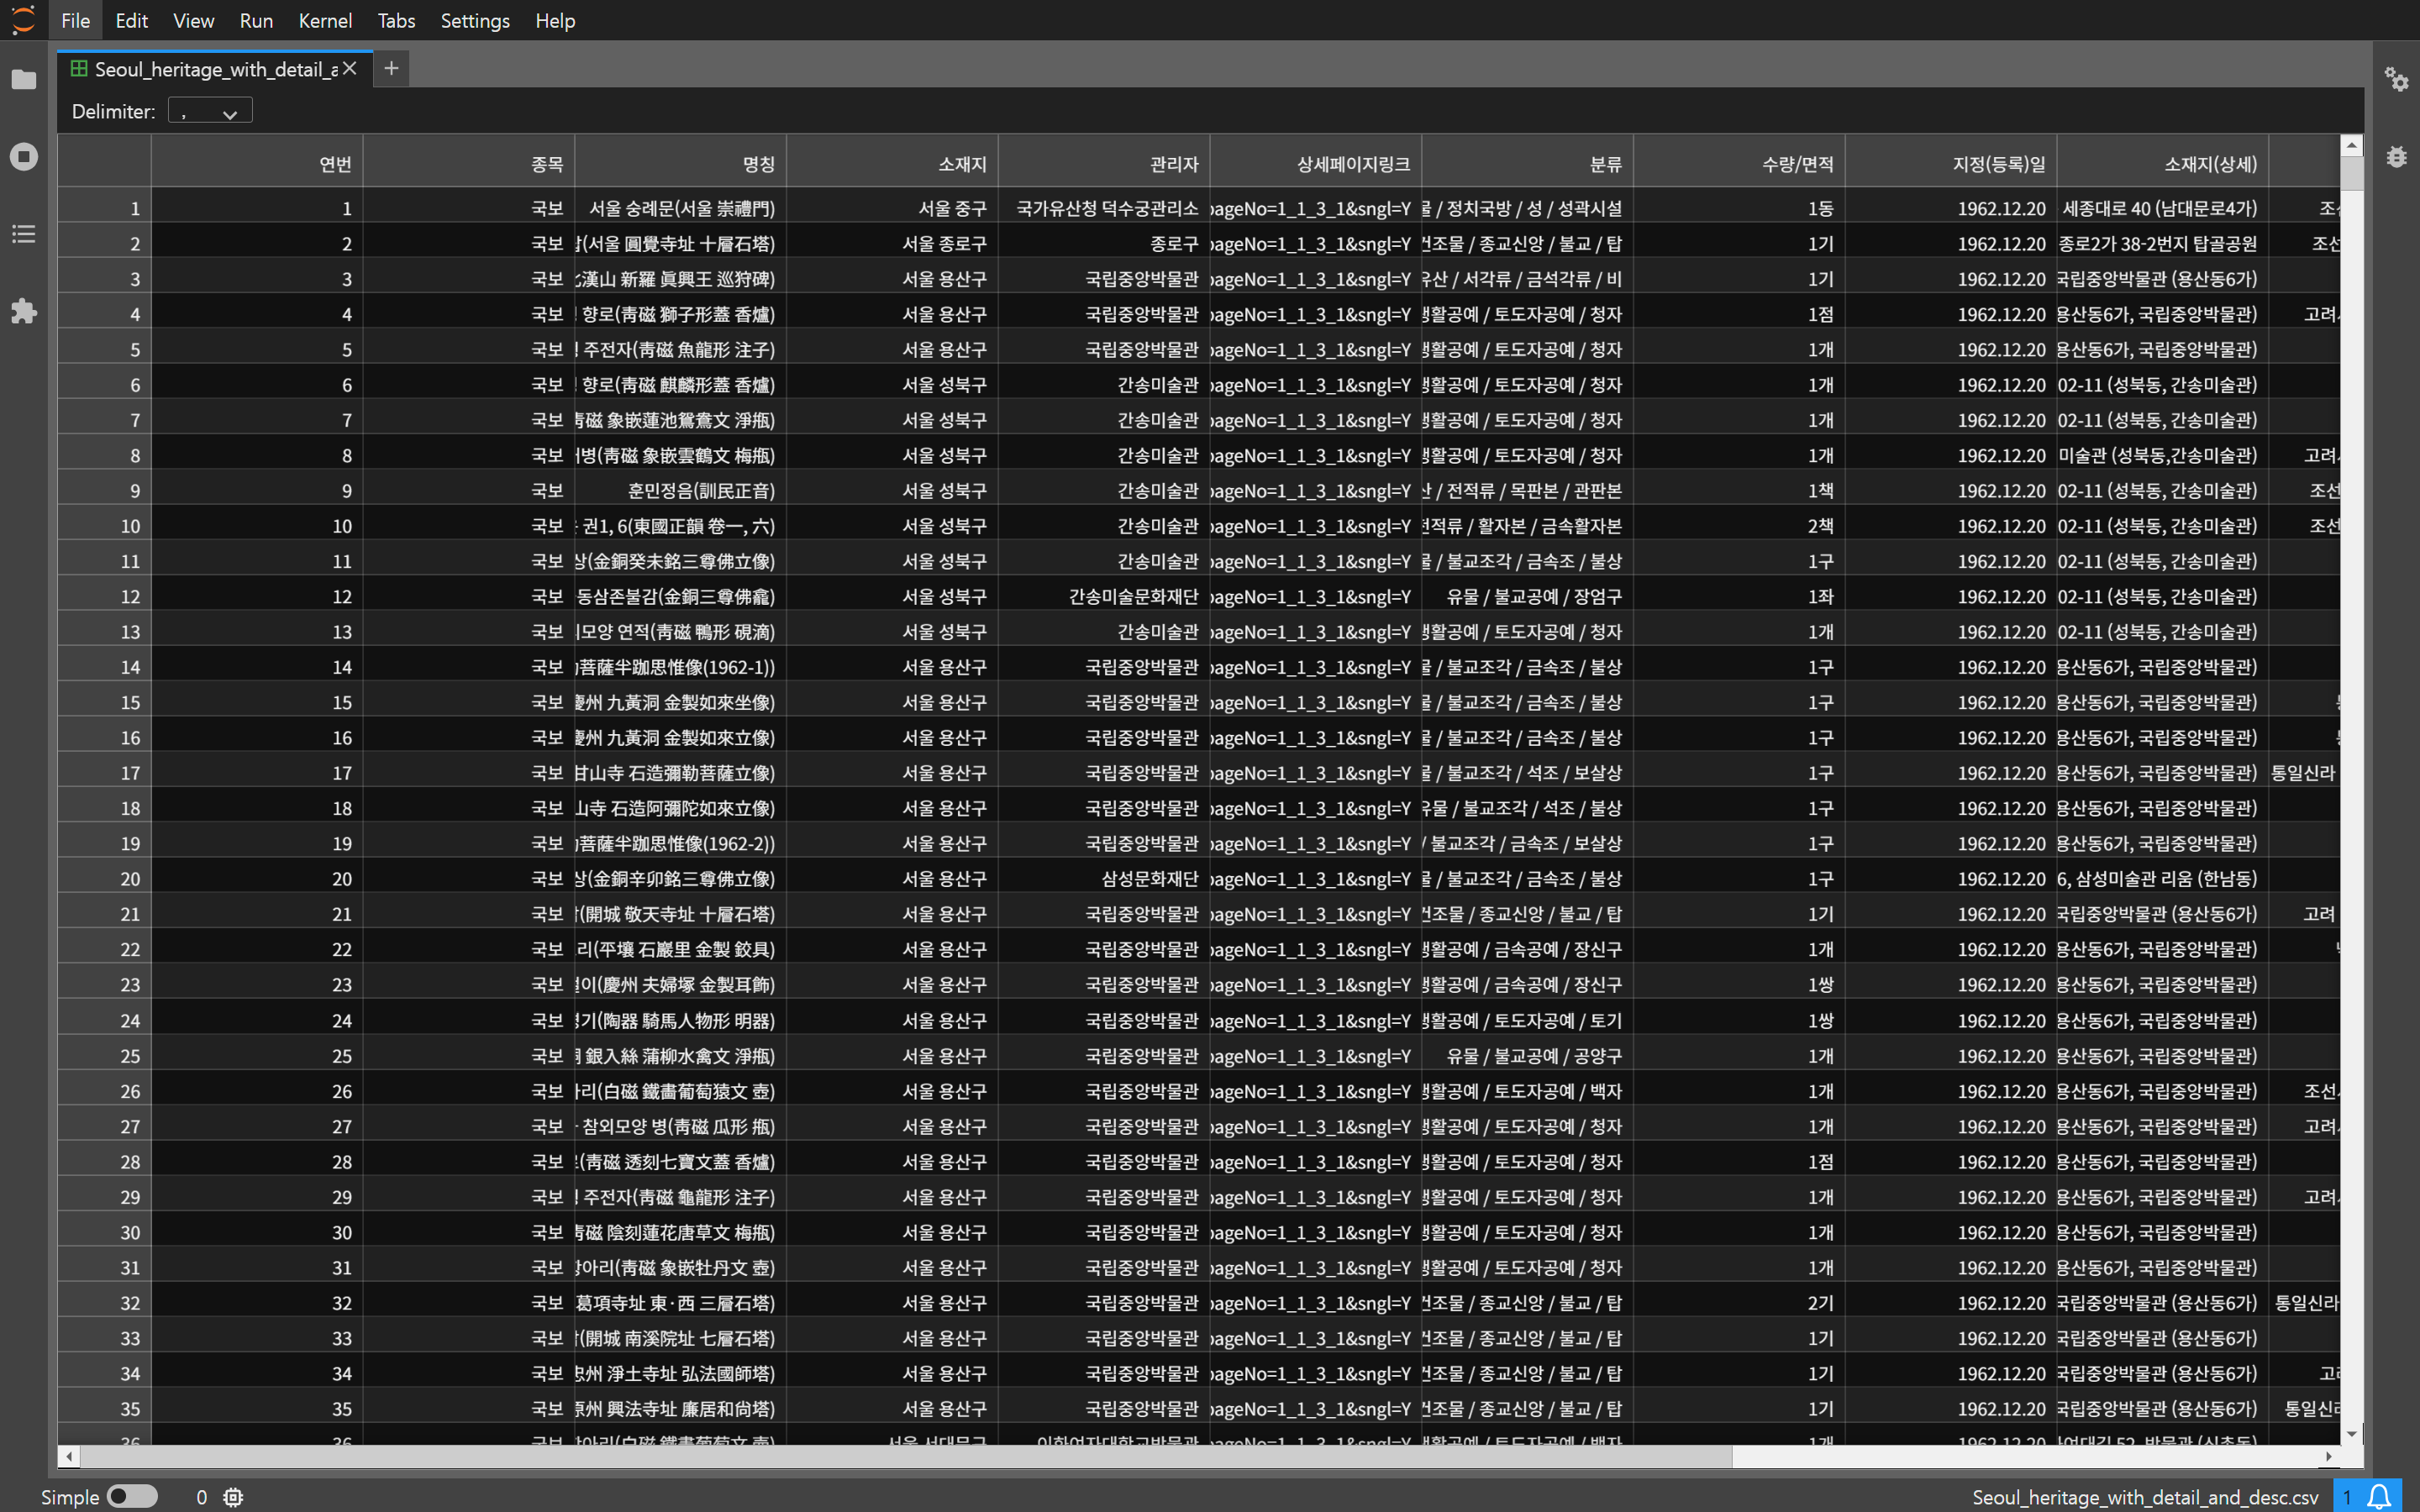 File Edit View Run Kernel Tabs Settings Help
Seoul_heritage_with_detail_a
Delimiter: ,
연번 종목 명칭 소재지 관리자 상세페이지링크 분류 수량/면적 지정(등록)일 소재지(상세)
1 1 국보 서울 숭례문(서울 崇禮門) 서울 중구 국가유산청 덕수궁관리소 pageNo=1_1_3_1&sngl=Y / 정치국방 / 성 / 성곽시설 1동 1962.12.20 세종대로 40 (남대문로4가)
2 2 국보 (서울 圓覺寺址 十層石塔) 서울 종로구 종로구 pageNo=1_1_3_1&sngl=Y 건조물 / 종교신앙 / 불교 / 탑 1기 1962.12.20 종로2가 38-2번지 탑골공원 조선
3 3 국보 漢山 新羅 眞興王 巡狩碑) 서울 용산구 국립중앙박물관 pageNo=1_1_3_1&sngl=Y 유산 / 서각류 / 금석각류 / 비 1기 1962.12.20 국립중앙박물관 (용산동6가)
4 4 국보 향로(靑磁 獅子形蓋 香爐) 서울 용산구 국립중앙박물관 pageNo=1_1_3_1&sngl=Y 생활공예 / 토도자공예 / 청자 1점 1962.12.20 용산동6가, 국립중앙박물관) 고려
5 5 국보 주전자(靑磁 魚龍形 注子) 서울 용산구 국립중앙박물관 pageNo=1_1_3_1&sngl=Y 생활공예 / 토도자공예 / 청자 1개 1962.12.20 용산동6가, 국립중앙박물관)
6 6 국보 향로(靑磁 麒麟形蓋 香爐) 서울 성북구 간송미술관 pageNo=1_1_3_1&sngl=Y 생활공예 / 토도자공예 / 청자 1개 1962.12.20 02-11 (성북동, 간송미술관)
7 7 국보 靑磁 象嵌蓮池鴛鴦文 淨甁) 서울 성북구 간송미술관 pageNo=1_1_3_1&sngl=Y 생활공예 / 토도자공예 / 청자 1개 1962.12.20 02-11 (성북동, 간송미술관)
8 8 국보 병(靑磁 象嵌雲鶴文 梅甁) 서울 성북구 간송미술관 pageNo=1_1_3_1&sngl=Y 생활공예 / 토도자공예 / 청자 1개 1962.12.20 미술관 (성북동,간송미술관) 고려
9 9 국보 훈민정음(訓民正音) 서울 성북구 간송미술관 pageNo=1_1_3_1&sngl=Y / 전적류 / 목판본 / 관판본 1책 1962.12.20 02-11 (성북동, 간송미술관) 조선
10 10 국보 권1, 6(東國正韻 卷一, 六) 서울 성북구 간송미술관 pageNo=1_1_3_1&sngl=Y 전적류 / 활자본 / 금속활자본 2책 1962.12.20 02-11 (성북동, 간송미술관) 조선
11 11 국보 상(金銅癸未銘三尊佛立像) 서울 성북구 간송미술관 pageNo=1_1_3_1&sngl=Y / 불교조각 / 금속조 / 불상 1구 1962.12.20 02-11 (성북동, 간송미술관)
12 12 국보 동삼존불감(金銅三尊佛龕) 서울 성북구 간송미술문화재단 pageNo=1_1_3_1&sngl=Y 유물 / 불교공예 / 장엄구 1좌 1962.12.20 02-11 (성북동, 간송미술관)
13 13 국보 모양 연적(靑磁 鴨形 硯滴) 서울 성북구 간송미술관 pageNo=1_1_3_1&sngl=Y 생활공예 / 토도자공예 / 청자 1개 1962.12.20 02-11 (성북동, 간송미술관)
14 14 국보 菩薩半跏思惟像(1962-1)) 서울 용산구 국립중앙박물관 pageNo=1_1_3_1&sngl=Y / 불교조각 / 금속조 / 불상 1구 1962.12.20 용산동6가, 국립중앙박물관)
15 15 국보 慶州 九黃洞 金製如來坐像) 서울 용산구 국립중앙박물관 pageNo=1_1_3_1&sngl=Y / 불교조각 / 금속조 / 불상 1구 1962.12.20 용산동6가, 국립중앙박물관)
16 16 국보 慶州 九黃洞 金製如來立像) 서울 용산구 국립중앙박물관 pageNo=1_1_3_1&sngl=Y / 불교조각 / 금속조 / 불상 1구 1962.12.20 용산동6가, 국립중앙박물관)
17 17 국보 甘山寺 石造彌勒菩薩立像) 서울 용산구 국립중앙박물관 pageNo=1_1_3_1&sngl=Y / 불교조각 / 석조 / 보살상 1구 1962.12.20 용산동6가, 국립중앙박물관) 통일신라
18 18 국보 山寺 石造阿彌陀如來立像) 서울 용산구 국립중앙박물관 pageNo=1_1_3_1&sngl=Y 유물 / 불교조각 / 석조 / 불상 1구 1962.12.20 용산동6가, 국립중앙박물관)
19 19 국보 菩薩半跏思惟像(1962-2)) 서울 용산구 국립중앙박물관 pageNo=1_1_3_1&sngl=Y / 불교조각 / 금속조 / 보살상 1구 1962.12.20 용산동6가, 국립중앙박물관)
20 20 국보 상(金銅辛卯銘三尊佛立像) 서울 용산구 삼성문화재단 pageNo=1_1_3_1&sngl=Y / 불교조각 / 금속조 / 불상 1구 1962.12.20 6, 삼성미술관 리움 (한남동)
21 21 국보 (開城 敬天寺址 十層石塔) 서울 용산구 국립중앙박물관 pageNo=1_1_3_1&sngl=Y 건조물 / 종교신앙 / 불교 / 탑 1기 1962.12.20 국립중앙박물관 (용산동6가) 고려
22 22 국보 리(平壤 石巖里 金製 鉸具) 서울 용산구 국립중앙박물관 pageNo=1_1_3_1&sngl=Y 생활공예 / 금속공예 / 장신구 1개 1962.12.20 용산동6가, 국립중앙박물관)
23 23 국보 걸이(慶州 夫婦塚 金製耳飾) 서울 용산구 국립중앙박물관 pageNo=1_1_3_1&sngl=Y 생활공예 / 금속공예 / 장신구 1쌍 1962.12.20 용산동6가, 국립중앙박물관)
24 24 국보 명기(陶器 騎馬人物形 明器) 서울 용산구 국립중앙박물관 pageNo=1_1_3_1&sngl=Y 생활공예 / 토도자공예 / 토기 1쌍 1962.12.20 용산동6가, 국립중앙박물관)
25 25 국보 銀入絲 蒲柳水禽文 淨甁) 서울 용산구 국립중앙박물관 pageNo=1_1_3_1&sngl=Y 유물 / 불교공예 / 공양구 1개 1962.12.20 용산동6가, 국립중앙박물관)
26 26 국보 아리(白磁 鐵畵葡萄猿文 壺) 서울 용산구 국립중앙박물관 pageNo=1_1_3_1&sngl=Y 생활공예 / 토도자공예 / 백자 1개 1962.12.20 용산동6가, 국립중앙박물관) 조선
27 27 국보 참외모양 병(靑磁 瓜形 甁) 서울 용산구 국립중앙박물관 pageNo=1_1_3_1&sngl=Y 생활공예 / 토도자공예 / 청자 1개 1962.12.20 용산동6가, 국립중앙박물관) 고려
28 28 국보 (靑磁 透刻七寶文蓋 香爐) 서울 용산구 국립중앙박물관 pageNo=1_1_3_1&sngl=Y 생활공예 / 토도자공예 / 청자 1점 1962.12.20 용산동6가, 국립중앙박물관)
29 29 국보 주전자(靑磁 龜龍形 注子) 서울 용산구 국립중앙박물관 pageNo=1_1_3_1&sngl=Y 생활공예 / 토도자공예 / 청자 1개 1962.12.20 용산동6가, 국립중앙박물관) 고려
30 30 국보 靑磁 陰刻蓮花唐草文 梅甁) 서울 용산구 국립중앙박물관 pageNo=1_1_3_1&sngl=Y 생활공예 / 토도자공예 / 청자 1개 1962.12.20 용산동6가, 국립중앙박물관)
31 31 국보 항아리(靑磁 象嵌牡丹文 壺) 서울 용산구 국립중앙박물관 pageNo=1_1_3_1&sngl=Y 생활공예 / 토도자공예 / 청자 1개 1962.12.20 용산동6가, 국립중앙박물관)
32 32 국보 葛項寺址 東·西 三層石塔) 서울 용산구 국립중앙박물관 pageNo=1_1_3_1&sngl=Y 건조물 / 종교신앙 / 불교 / 탑 2기 1962.12.20 국립중앙박물관 (용산동6가) 통일신라
33 33 국보 (開城 南溪院址 七層石塔) 서울 용산구 국립중앙박물관 pageNo=1_1_3_1&sngl=Y 건조물 / 종교신앙 / 불교 / 탑 1기 1962.12.20 국립중앙박물관 (용산동6가)
34 34 국보 忠州 淨土寺址 弘法國師塔) 서울 용산구 국립중앙박물관 pageNo=1_1_3_1&sngl=Y 건조물 / 종교신앙 / 불교 / 탑 1기 1962.12.20 국립중앙박물관 (용산동6가) 고려
35 35 국보 原州 興法寺址 廉居和尙塔) 서울 용산구 국립중앙박물관 pageNo=1_1_3_1&sngl=Y 건조물 / 종교신앙 / 불교 / 탑 1기 1962.12.20 국립중앙박물관 (용산동6가) 통일신라
36 36 국보 서울 서대문구 이화여자대학교박물관 pageNo=1_1_3_1&sngl=Y 생활공예 / 토도자공예 / 백자 1개 1962.12.20
Simple 0 Seoul_heritage_with_detail_and_desc.csv 1